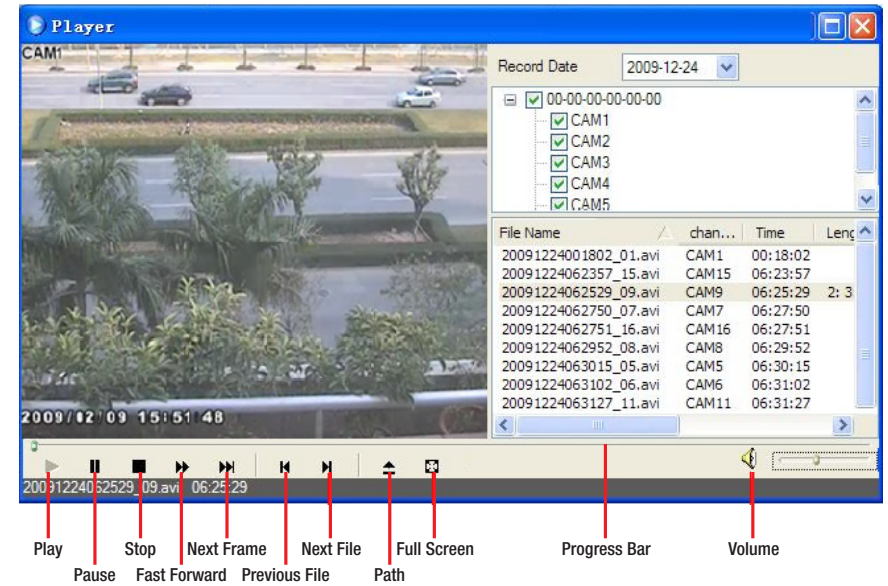 Player
CAM1
2009/02/09 15:51:48
Record Date 2009-12-24
00-00-00-00-00-00
CAM1
CAM2
CAM3
CAM4
CAM5
File Name chan... Time Leng
20091224001802_01.avi CAM1 00:18:02
20091224062357_15.avi CAM15 06:23:57
20091224062529_09.avi CAM9 06:25:29 2: 3
20091224062750_07.avi CAM7 06:27:50
20091224062751_16.avi CAM16 06:27:51
20091224062952_08.avi CAM8 06:29:52
20091224063015_05.avi CAM5 06:30:15
20091224063102_06.avi CAM6 06:31:02
20091224063127_11.avi CAM11 06:31:27
20091224062529_09.avi 06:25:29
Play Stop Next Frame Next File Full Screen Progress Bar Volume
Pause Fast Forward Previous File Path